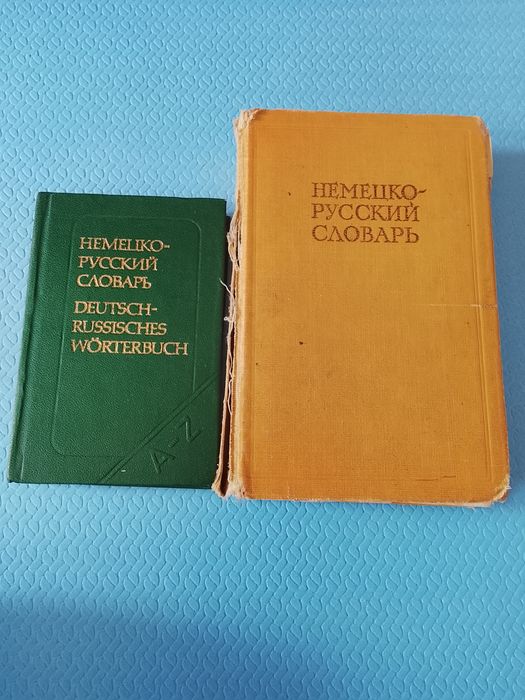 НЕМЕЦКО-
РУССКИЙ
СЛОВАРЬ
DEUTSCH-
RUSSISCHES
WÖRTERBUCH
A-Z
НЕМЕЦКО-
РУССКИЙ
СЛОВАРЬ